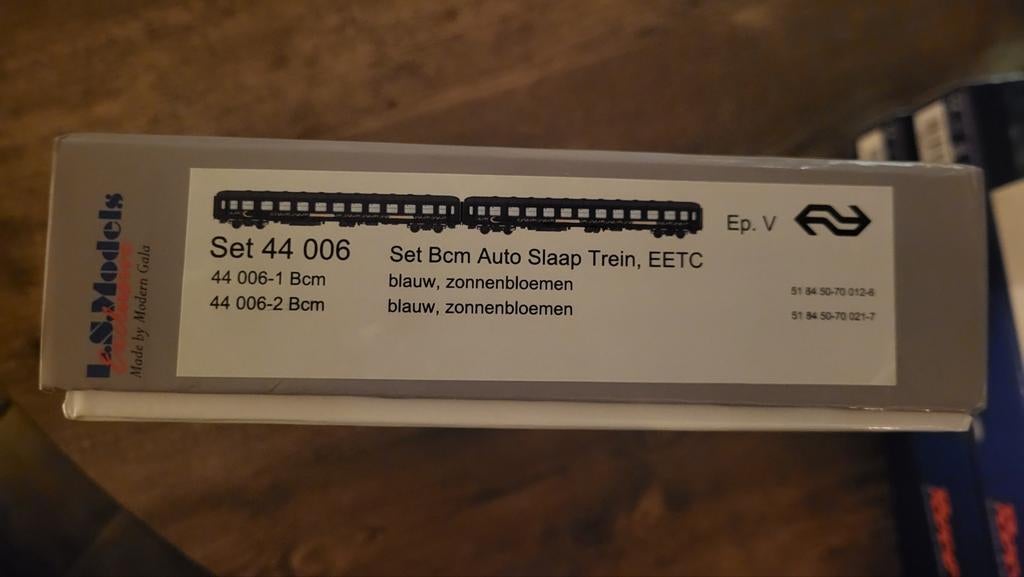 L.S.Models
Exclusive
Made by Modern Gala
Ep. V
Set 44 006
Set Bcm Auto Slaap Trein, EETC
44 006-1 Bcm
blauw, zonnenbloemen
51 84 50-70 012-6
44 006-2 Bcm
blauw, zonnenbloemen
51 84 50-70 021-7